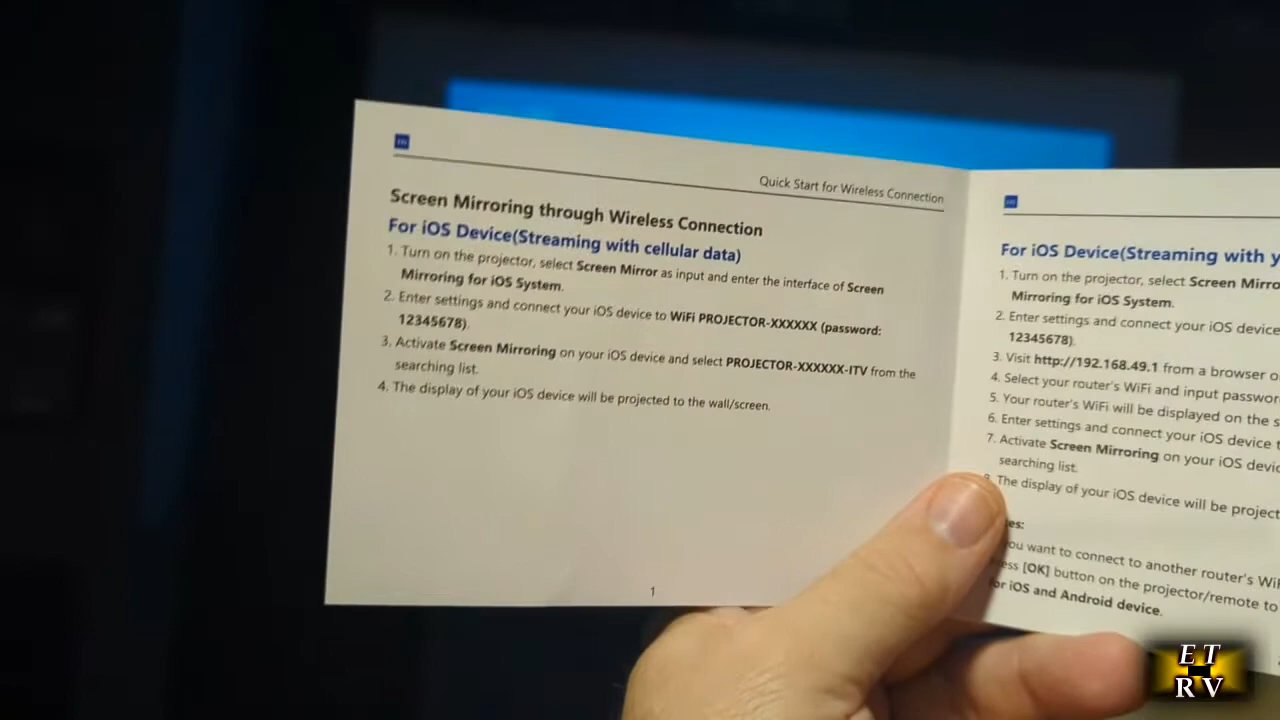 Quick Start for Wireless Connection
Screen Mirroring through Wireless Connection
For iOS Device(Streaming with cellular data)
1. Turn on the projector, select Screen Mirror as input and enter the interface of Screen
Mirroring for iOS System.
2. Enter settings and connect your iOS device to WiFi PROJECTOR-XXXXXX (password:
12345678).
3. Activate Screen Mirroring on your iOS device and select PROJECTOR-XXXXXX-ITV from the
searching list.
4. The display of your iOS device will be projected to the wall/screen.
1
For iOS Device(Streaming with y
1. Turn on the projector, select Screen Mirro
Mirroring for iOS System.
2. Enter settings and connect your iOS device
12345678).
3. Visit http://192.168.49.1 from a browser o
4. Select your router's WiFi and input passwor
5. Your router's WiFi will be displayed on the s
6. Enter settings and connect your iOS device t
7. Activate Screen Mirroring on your iOS devic
searching list.
The display of your iOS device will be project
es:
ou want to connect to another router's WiF
ess [OK] button on the projector/remote to
or iOS and Android device.
E T
R V